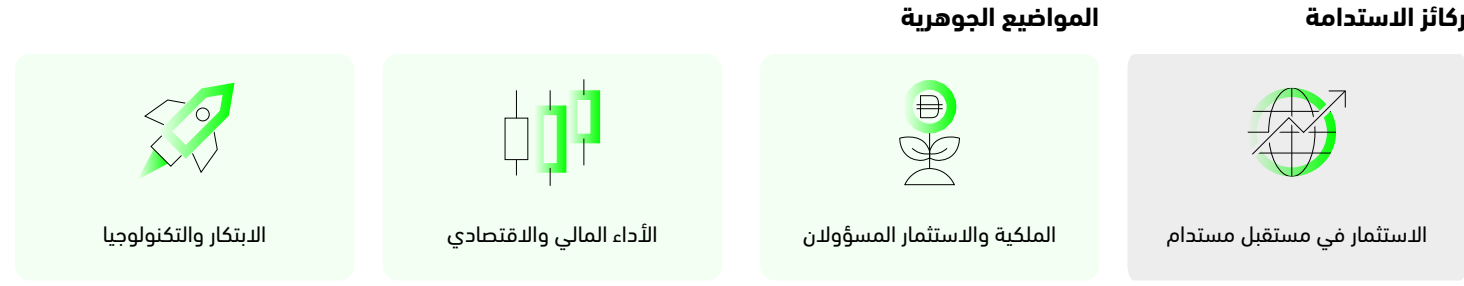 ركائز الاستدامة
المواضيع الجوهرية
الاستثمار في مستقبل مستدام
الملكية والاستثمار المسؤولان
الأداء المالي والاقتصادي
الابتكار والتكنولوجيا